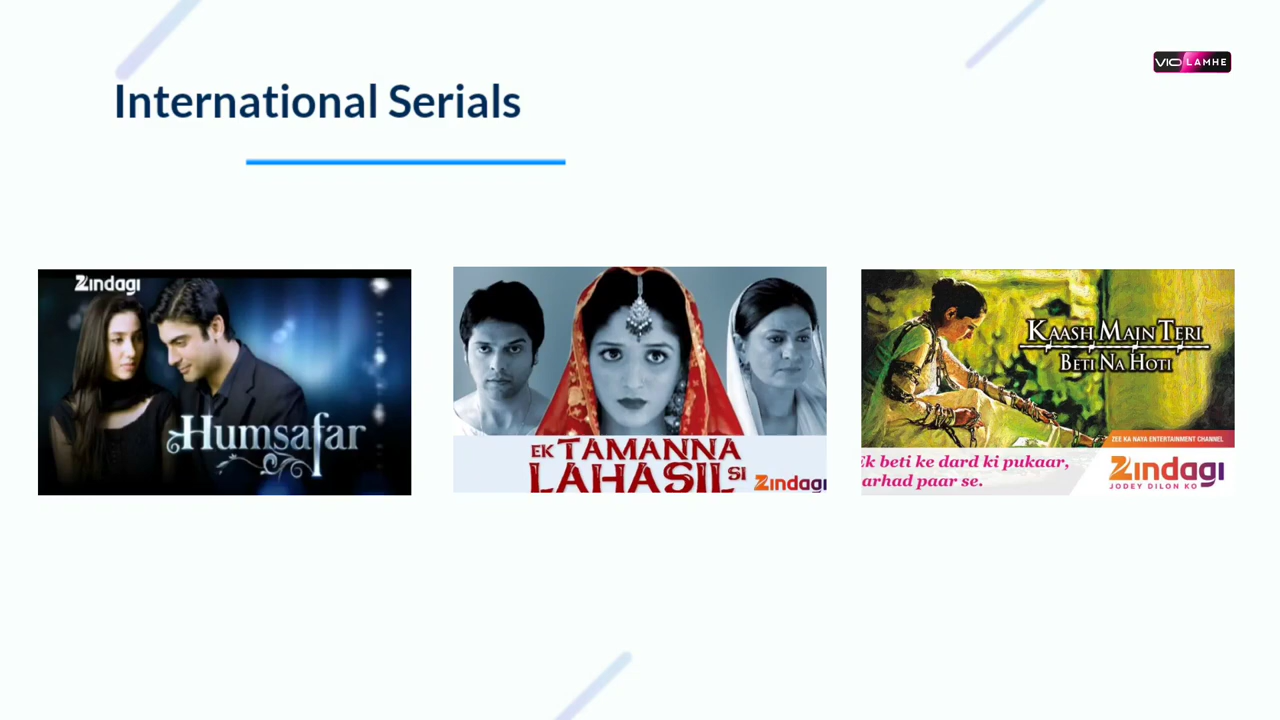 VIO LAMHE
International Serials
Zindagi
Humsafar
EK TAMANNA
LAHASIL SI
Zindagi
KAASH MAIN TERI
BETI NA HOTI
ZEE KA NAYA ENTERTAINMENT CHANNEL
Ek beti ke dard ki pukaar,
arhad paar se.
Zindagi
JODEY DILON KO